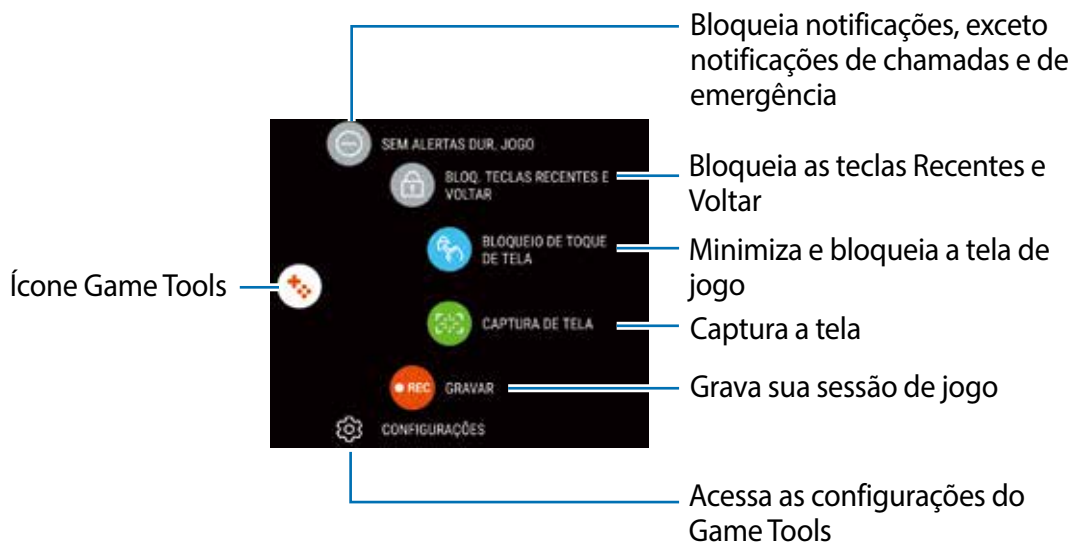 Bloqueia notificações, exceto
notificações de chamadas e de
emergência
SEM ALERTAS DUR. JOGO
BLOQ. TECLAS RECENTES E
VOLTAR
Bloqueia as teclas Recentes e
Voltar
BLOQUEIO DE TOQUE
DE TELA
Minimiza e bloqueia a tela de
jogo
Ícone Game Tools
CAPTURA DE TELA
Captura a tela
REC
GRAVAR
Grava sua sessão de jogo
CONFIGURAÇÕES
Acessa as configurações do
Game Tools